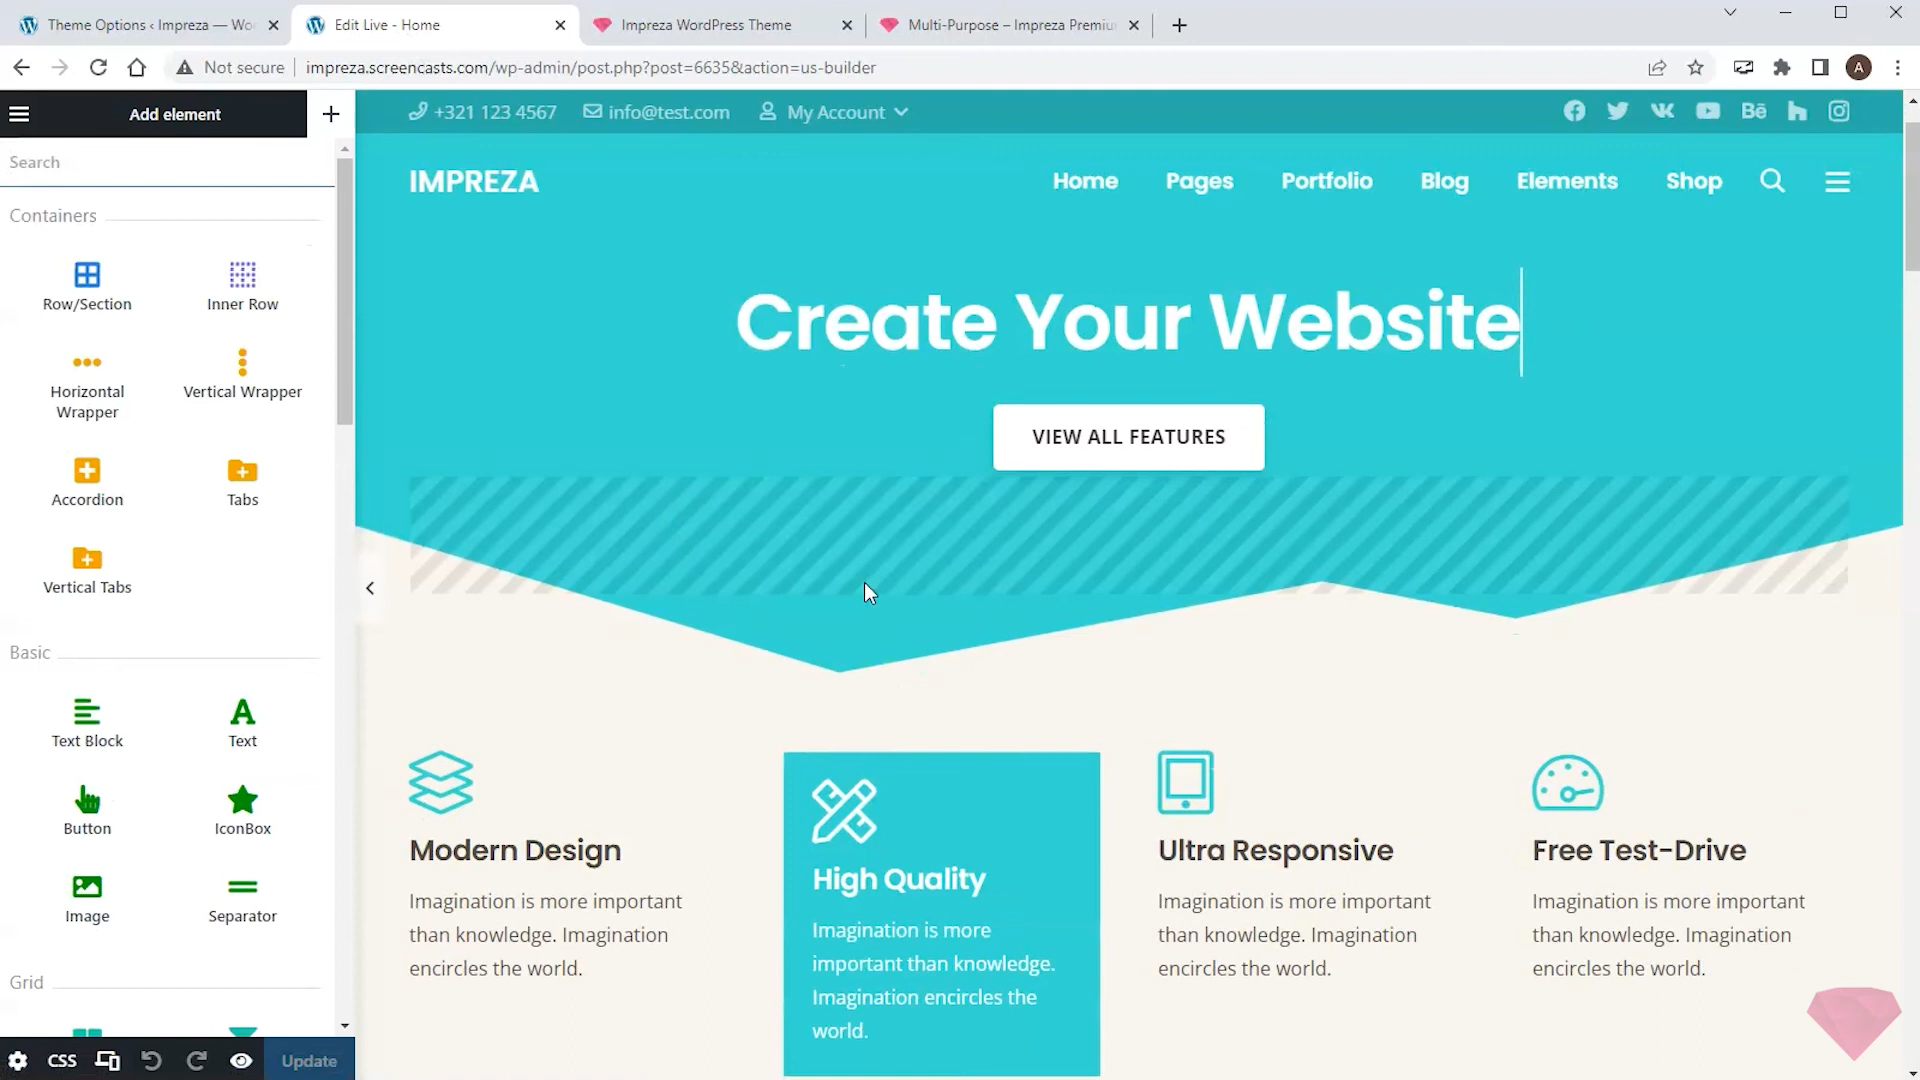 Theme Options ‹ Impreza — Wo
Edit Live - Home
Impreza WordPress Theme
Multi-Purpose – Impreza Premiu
Not secure
impreza.screencasts.com/wp-admin/post.php?post=6635&action=us-builder
A
Add element
+321 123 4567
info@test.com
My Account
Bē
Search
IMPREZA
Home
Pages
Portfolio
Blog
Elements
Shop
Containers
Row/Section
Inner Row
Horizontal
Wrapper
Vertical Wrapper
Accordion
Tabs
Vertical Tabs
Create Your Website
VIEW ALL FEATURES
Basic
Text Block
A
Text
Button
IconBox
Image
Separator
Grid
Modern Design
Imagination is more important
than knowledge. Imagination
encircles the world.
High Quality
Imagination is more
important than knowledge.
Imagination encircles the
world.
Ultra Responsive
Imagination is more important
than knowledge. Imagination
encircles the world.
Free Test-Drive
Imagination is more important
than knowledge. Imagination
encircles the world.
CSS
Update